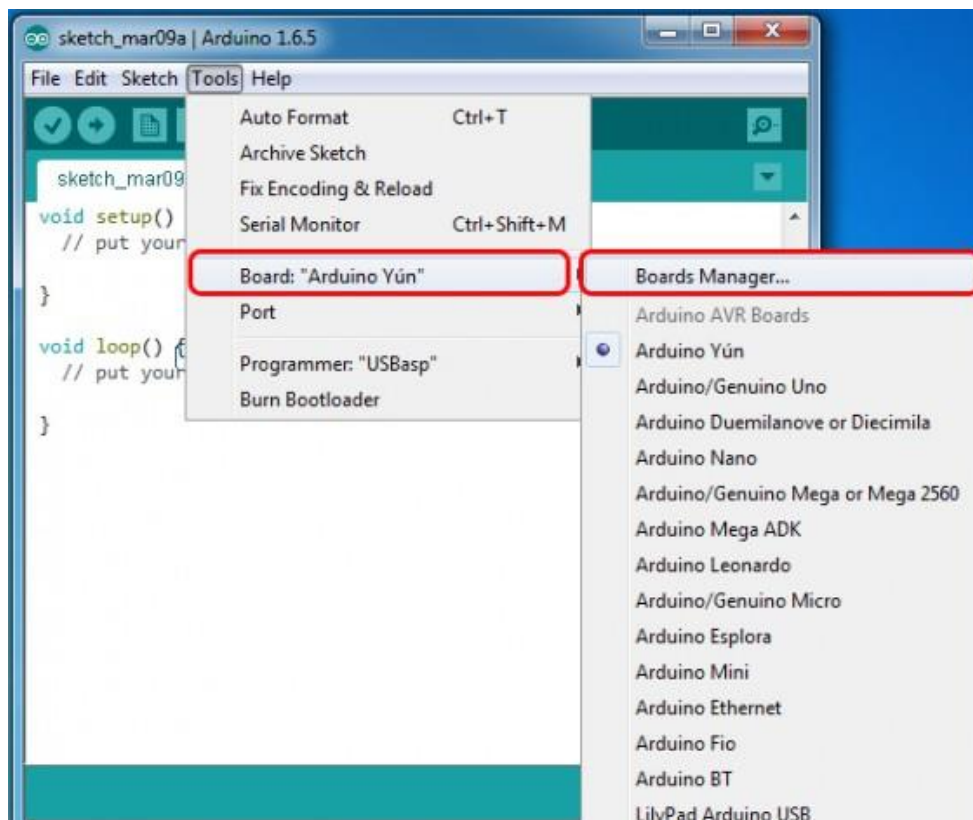 sketch_mar09a | Arduino 1.6.5
File Edit Sketch Tools Help
Auto Format Ctrl+T
Archive Sketch
sketch_mar09
Fix Encoding & Reload
void setup()
Serial Monitor Ctrl+Shift+M
// put your
Board: "Arduino Yún"
Boards Manager...
}
Port
Arduino AVR Boards
void loop() {
Arduino Yún
// put your
Programmer: "USBasp"
Arduino/Genuino Uno
Burn Bootloader
}
Arduino Duemilanove or Diecimila
Arduino Nano
Arduino/Genuino Mega or Mega 2560
Arduino Mega ADK
Arduino Leonardo
Arduino/Genuino Micro
Arduino Esplora
Arduino Mini
Arduino Ethernet
Arduino Fio
Arduino BT
LilyPad Arduino USB